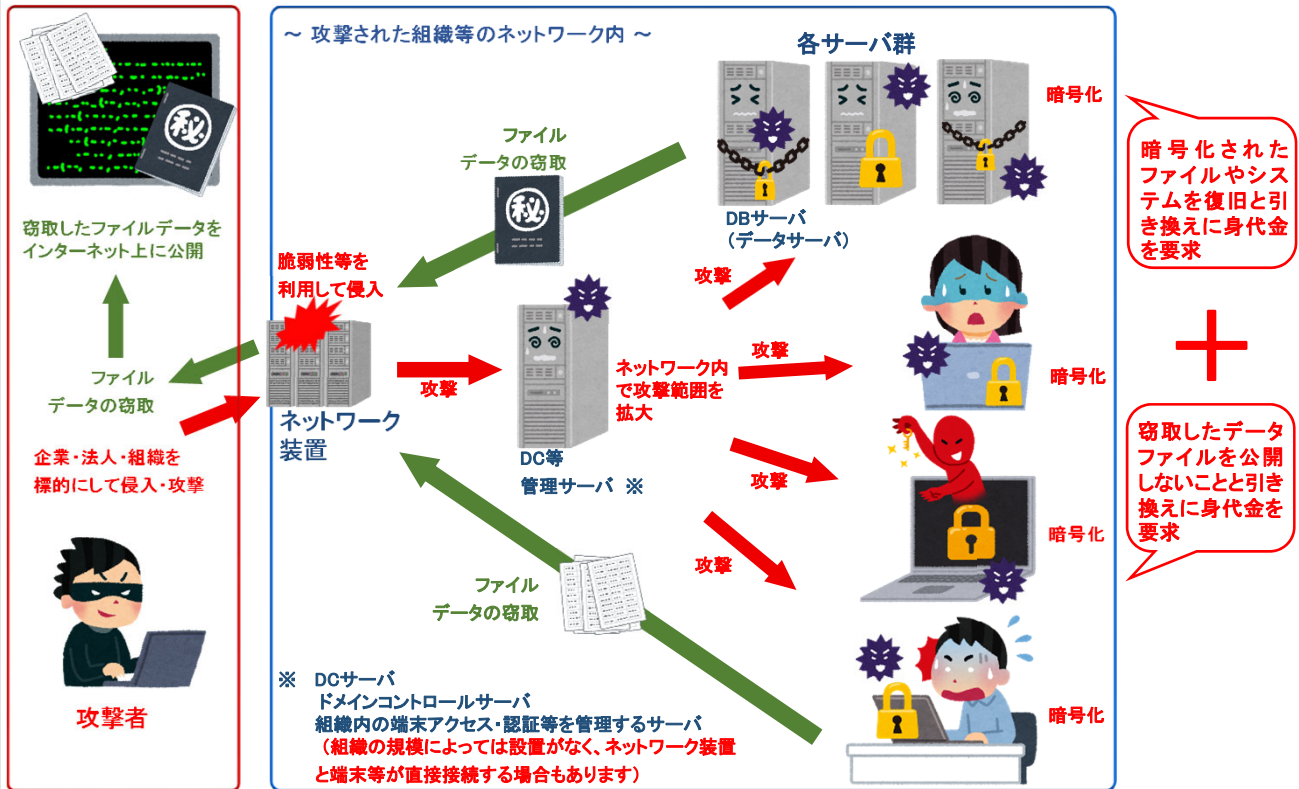 秘
窃取したファイルデータを
インターネット上に公開
ファイル
データの窃取
企業・法人・組織を
標的にして侵入・攻撃
攻撃者
～ 攻撃された組織等のネットワーク内 ～
各サーバ群
暗号化
ファイル
データの窃取
秘
DBサーバ
（データサーバ）
脆弱性等を
利用して侵入
攻撃
ネットワーク
装置
攻撃
DC等
管理サーバ ※
ネットワーク内
で攻撃範囲を
拡大
攻撃
暗号化
攻撃
暗号化
攻撃
暗号化
ファイル
データの窃取
※ DCサーバ
ドメインコントロールサーバ
組織内の端末アクセス・認証等を管理するサーバ
（組織の規模によっては設置がなく、ネットワーク装置
と端末等が直接接続する場合もあります）
暗号化された
ファイルやシス
テムを復旧と引
き換えに身代金
を要求
＋
窃取したデータ
ファイルを公開
しないことと引き
換えに身代金を
要求